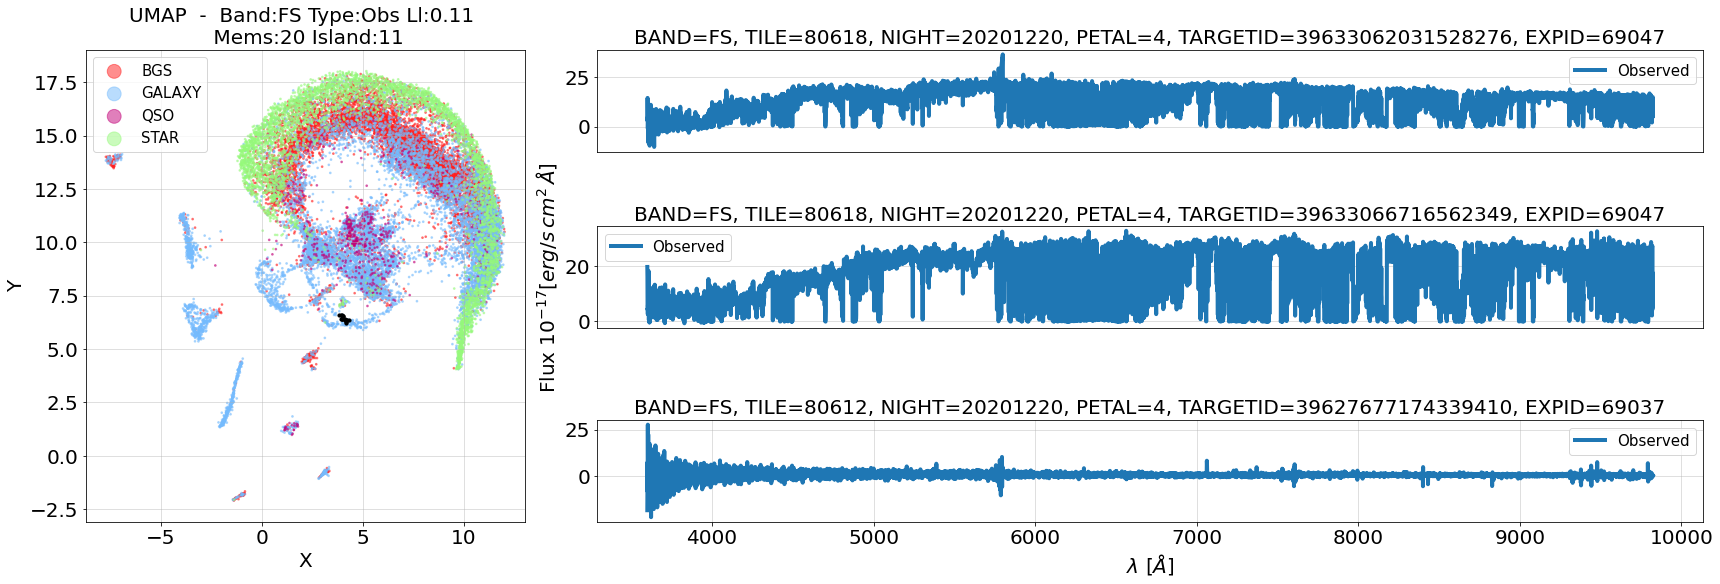 UMAP - Band:FS Type:Obs Ll:0.11
Mems:20 Island:11
BGS
GALAXY
QSO
STAR
17.5
15.0
12.5
10.0
7.5
5.0
2.5
0.0
−2.5
Y
−5
0
5
10
X
Flux 10^{-17}[erg/s cm^2 Å]
BAND=FS, TILE=80618, NIGHT=20201220, PETAL=4, TARGETID=39633062031528276, EXPID=69047
Observed
25
0
BAND=FS, TILE=80618, NIGHT=20201220, PETAL=4, TARGETID=39633066716562349, EXPID=69047
Observed
20
0
BAND=FS, TILE=80612, NIGHT=20201220, PETAL=4, TARGETID=39627677174339410, EXPID=69037
Observed
25
0
4000
5000
6000
7000
8000
9000
10000
λ [Å]